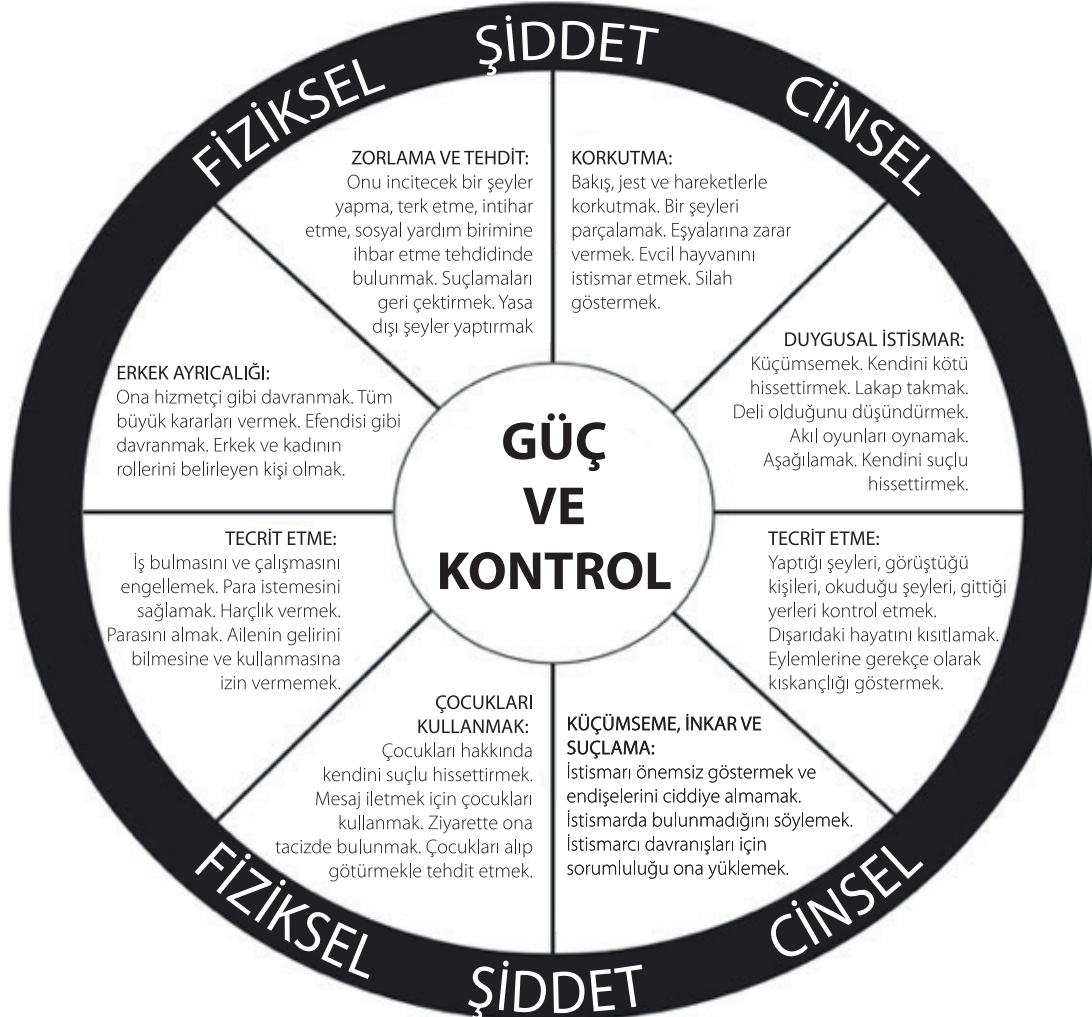 FİZİKSEL ŞİDDET CİNSEL
ZORLAMA VE TEHDİT:
Onu incitecek bir şeyler
yapma, terk etme, intihar
etme, sosyal yardım birimine
ihbar etme tehdidinde
bulunmak. Suçlamaları
geri çektirmek. Yasa
dışı şeyler yaptırmak
KORKUTMA:
Bakış, jest ve hareketlerle
korkutmak. Bir şeyleri
parçalamak. Eşyalarına zarar
vermek. Evcil hayvanını
istismar etmek. Silah
göstermek.
ERKEK AYRICALIĞI:
Ona hizmetçi gibi davranmak. Tüm
büyük kararları vermek. Efendisi gibi
davranmak. Erkek ve kadının
rollerini belirleyen kişi olmak.
DUYGUSAL İSTİSMAR:
Küçümsemek. Kendini kötü
hissettirmek. Lakap takmak.
Deli olduğunu düşündürmek.
Akıl oyunları oynamak.
Aşağılamak. Kendini suçlu
hissettirmek.
GÜÇ
VE
KONTROL
TECRİT ETME:
İş bulmasını ve çalışmasını
engellemek. Para istemesini
sağlamak. Harçlık vermek.
Parasını almak. Ailenin gelirini
bilmesine ve kullanmasına
izin vermemek.
TECRİT ETME:
Yaptığı şeyleri, görüştüğü
kişileri, okuduğu şeyleri, gittiği
yerleri kontrol etmek.
Dışarıdaki hayatını kısıtlamak.
Eylemlerine gerekçe olarak
kıskançlığı göstermek.
ÇOCUKLARI
KULLANMAK:
Çocukları hakkında
kendini suçlu hissettirmek.
Mesaj iletmek için çocukları
kullanmak. Ziyarette ona
tacizde bulunmak. Çocukları alıp
götürmekle tehdit etmek.
KÜÇÜMSEME, İNKAR VE
SUÇLAMA:
İstismarı önemsiz göstermek ve
endişelerini ciddiye almamak.
İstismarda bulunmadığını söylemek.
İstismarcı davranışları için
sorumluluğu ona yüklemek.
FİZİKSEL ŞİDDET CİNSEL